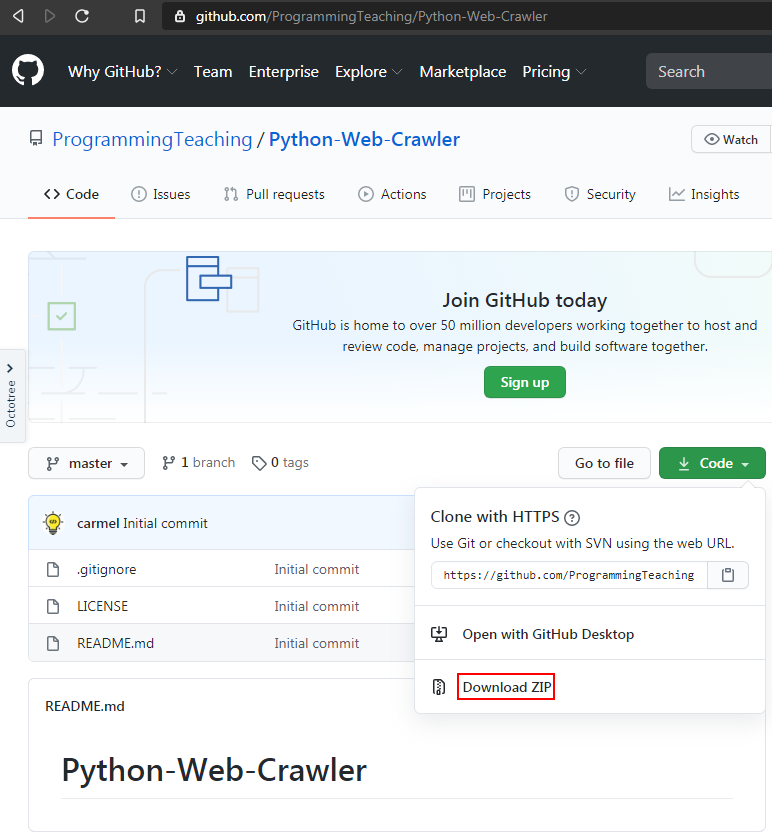 github.com/ProgrammingTeaching/Python-Web-Crawler
Why GitHub? Team Enterprise Explore Marketplace Pricing Search
ProgrammingTeaching / Python-Web-Crawler Watch
Code Issues Pull requests Actions Projects Security Insights
Join GitHub today
GitHub is home to over 50 million developers working together to host and
review code, manage projects, and build software together.
Sign up
Octotree
master 1 branch 0 tags Go to file Code
carmel Initial commit
.gitignore Initial commit
LICENSE Initial commit
README.md Initial commit
Clone with HTTPS ?
Use Git or checkout with SVN using the web URL.
https://github.com/ProgrammingTeaching
Open with GitHub Desktop
Download ZIP
README.md
Python-Web-Crawler